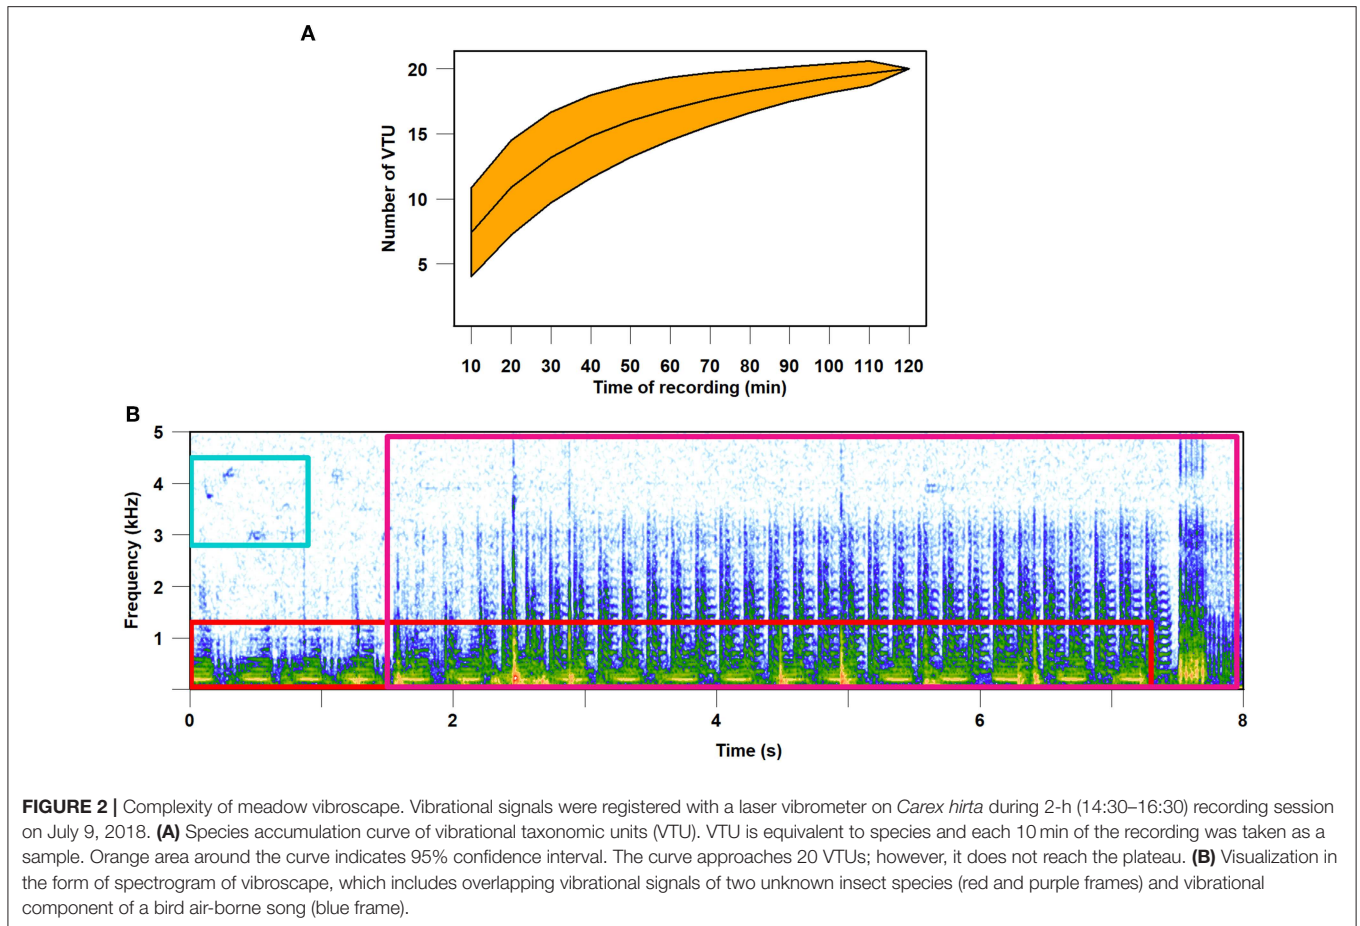 A
20
15
10
5
Number of VTU
10 20 30 40 50 60 70 80 90 100 110 120
Time of recording (min)
B
5
4
3
2
1
Frequency (kHz)
0 2 4 6 8
Time (s)
FIGURE 2 | Complexity of meadow vibroscape. Vibrational signals were registered with a laser vibrometer on Carex hirta during 2-h (14:30–16:30) recording session
on July 9, 2018. (A) Species accumulation curve of vibrational taxonomic units (VTU). VTU is equivalent to species and each 10 min of the recording was taken as a
sample. Orange area around the curve indicates 95% confidence interval. The curve approaches 20 VTUs; however, it does not reach the plateau. (B) Visualization in
the form of spectrogram of vibroscape, which includes overlapping vibrational signals of two unknown insect species (red and purple frames) and vibrational
component of a bird air-borne song (blue frame).